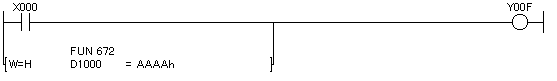 X000 Y00F
FUN 672
[W=H D1000 = AAAAh ]